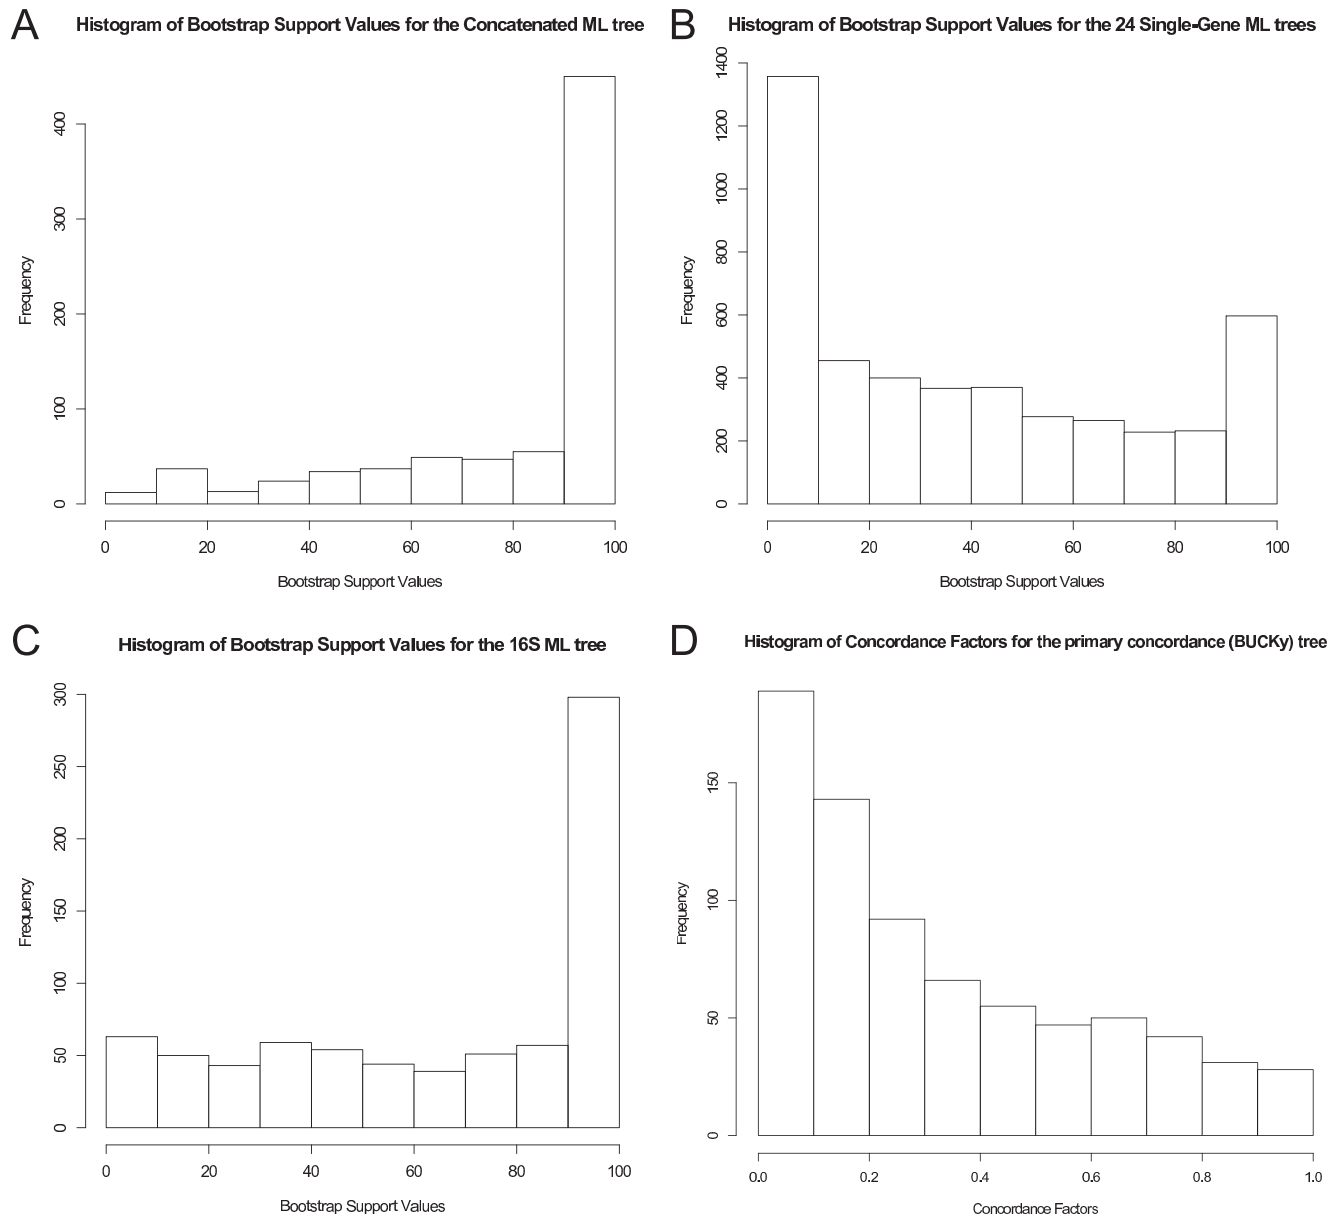 A
Histogram of Bootstrap Support Values for the Concatenated ML tree
Frequency
0
100
200
300
400
0 20 40 60 80 100
Bootstrap Support Values
B
Histogram of Bootstrap Support Values for the 24 Single-Gene ML trees
Frequency
0
200
400
600
800
1000
1200
1400
0 20 40 60 80 100
Bootstrap Support Values
C
Histogram of Bootstrap Support Values for the 16S ML tree
Frequency
0
50
100
150
200
250
300
0 20 40 60 80 100
Bootstrap Support Values
D
Histogram of Concordance Factors for the primary concordance (BUCKy) tree
Frequency
0
50
100
150
0.0 0.2 0.4 0.6 0.8 1.0
Concordance Factors